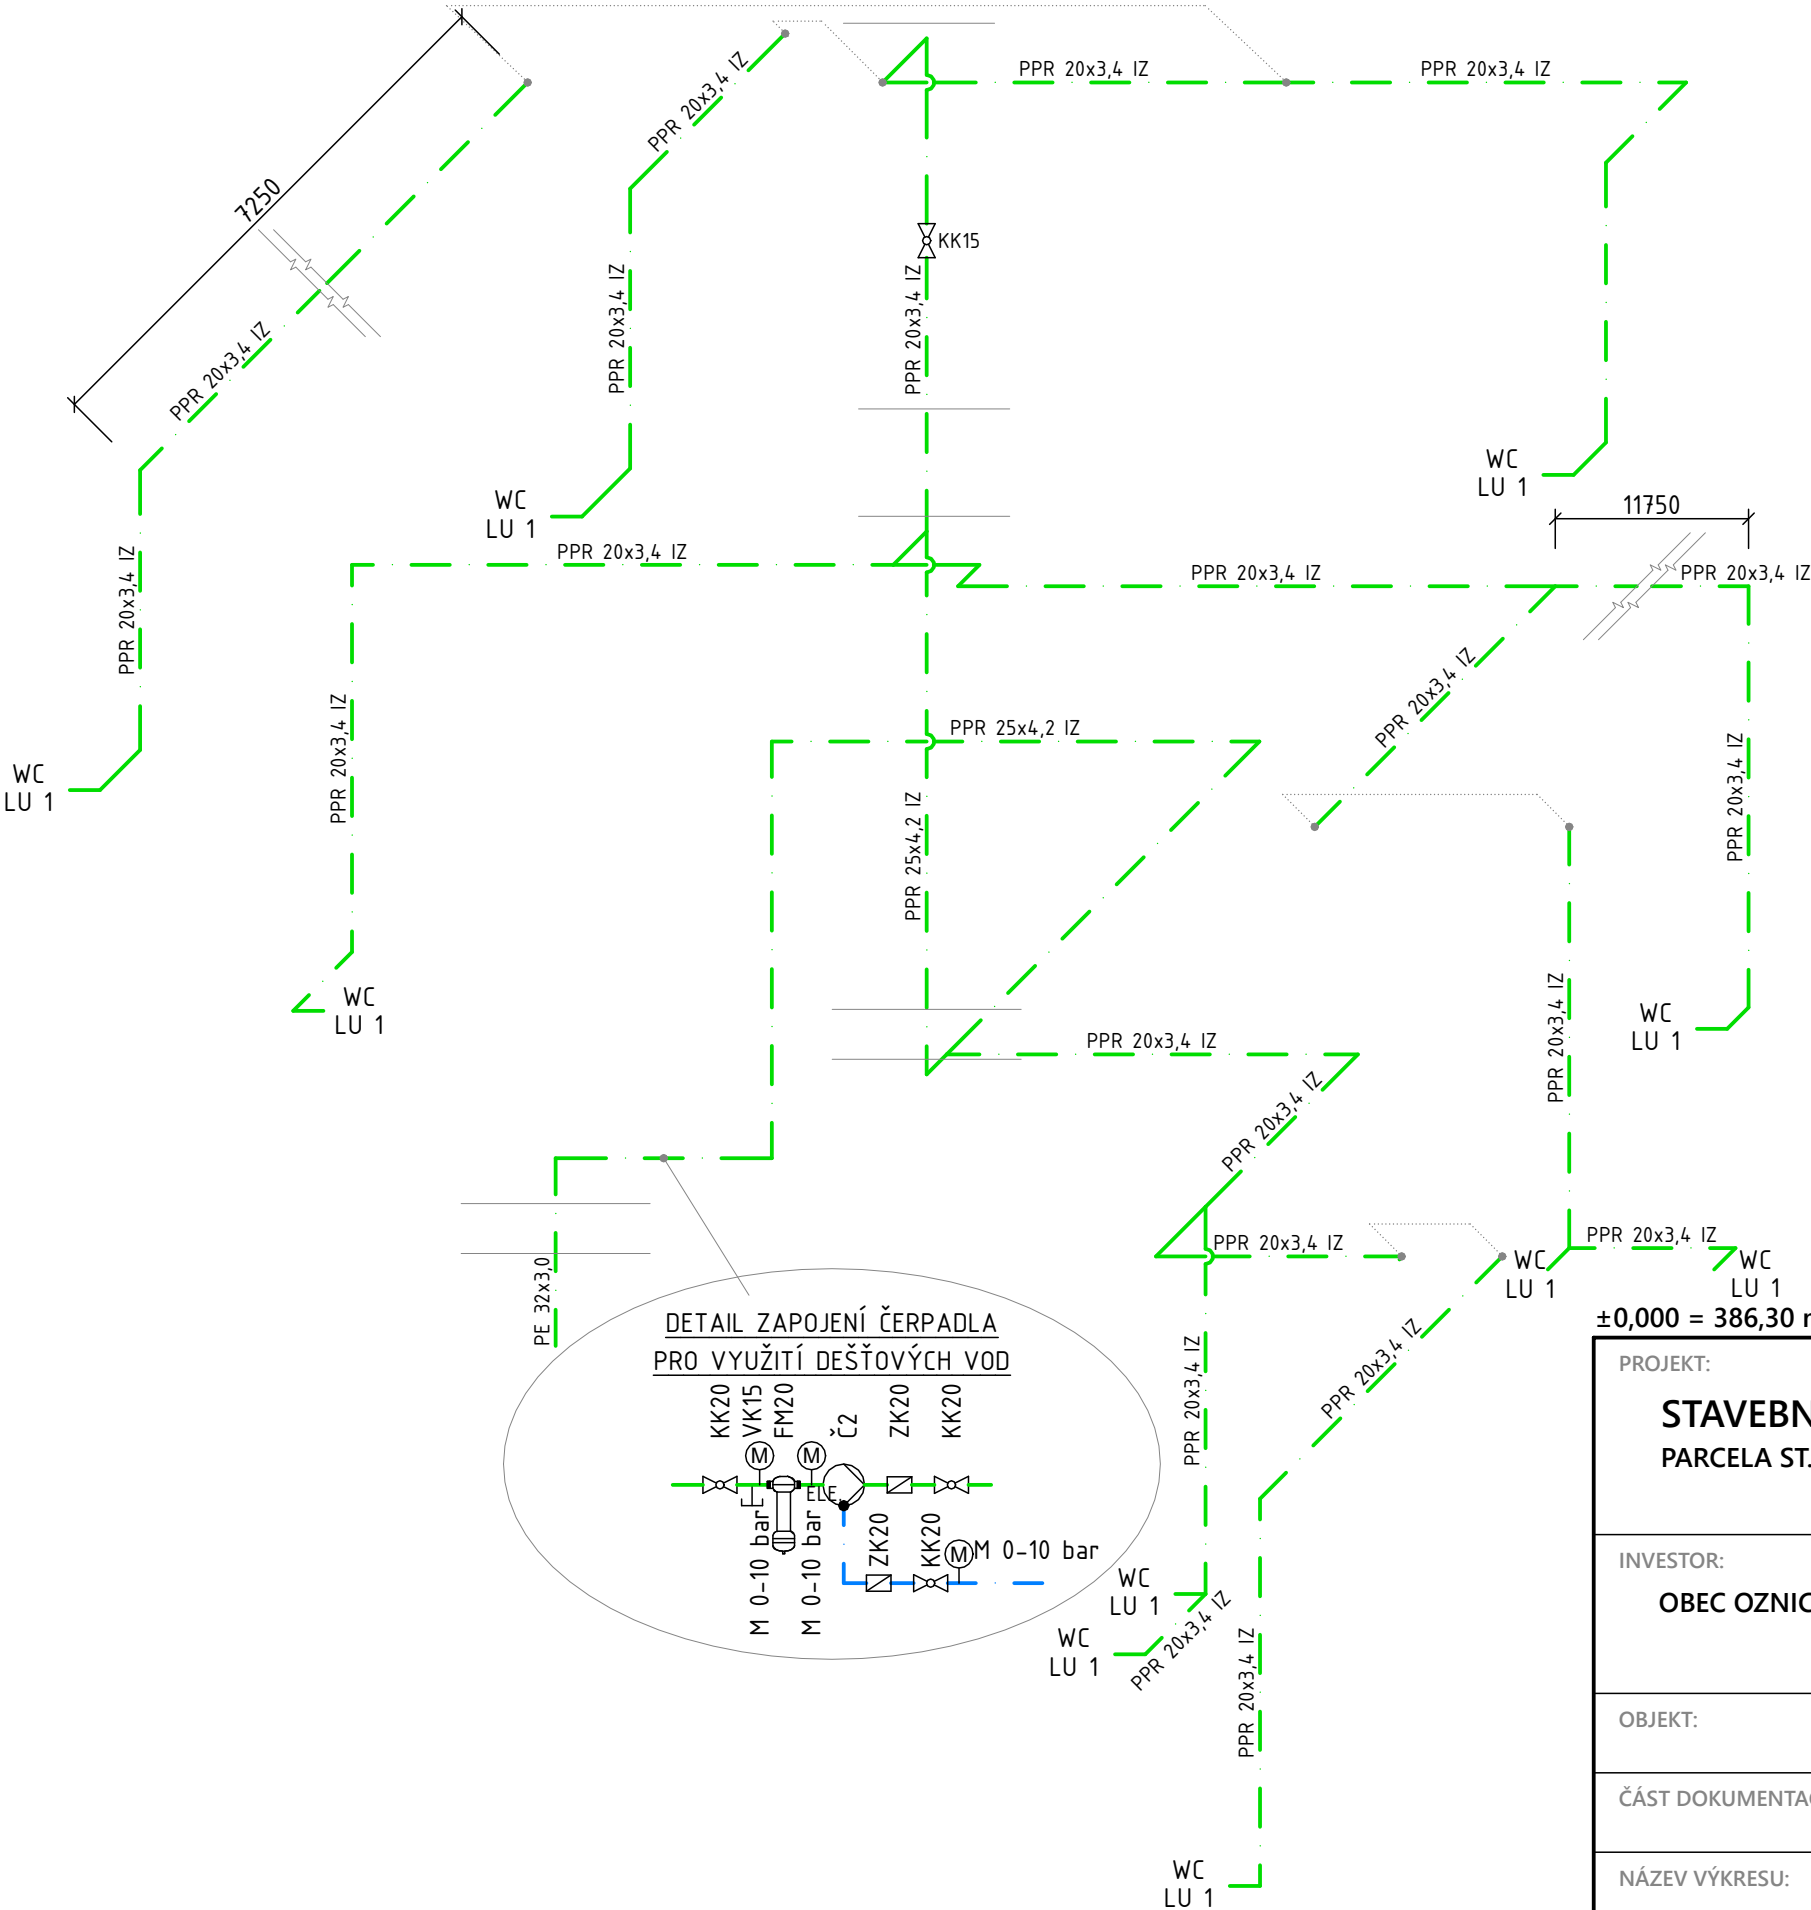 PPR 20x3,4 IZ
PPR 20x3,4 IZ
PPR 20x3,4 IZ
7250
KK15
PPR 20x3,4 IZ
PPR 20x3,4 IZ
PPR 20x3,4 IZ
WC
LU 1
WC
LU 1
11750
PPR 20x3,4 IZ
PPR 20x3,4 IZ
PPR 20x3,4 IZ
PPR 20x3,4 IZ
PPR 20x3,4 IZ
PPR 20x3,4 IZ
PPR 25x4,2 IZ
PPR 20x3,4 IZ
PPR 25x4,2 IZ
PPR 20x3,4 IZ
WC
LU 1
WC
LU 1
WC
LU 1
PPR 20x3,4 IZ
PPR 20x3,4 IZ
PPR 20x3,4 IZ
PPR 20x3,4 IZ
PPR 20x3,4 IZ
WC
LU 1
WC
LU 1
PE 32x3,0
DETAIL ZAPOJENÍ ČERPADLA
PRO VYUŽITÍ DEŠŤOVÝCH VOD
KK20
VK15
FM20
Č2
ZK20
KK20
M
M
ELE.
M 0-10 bar
M 0-10 bar
ZK20
KK20
M
M 0-10 bar
PPR 20x3,4 IZ
PPR 20x3,4 IZ
WC
LU 1
WC
LU 1
PPR 20x3,4 IZ
PPR 20x3,4 IZ
WC
LU 1
±0,000 = 386,30
PROJEKT:
STAVEBN
PARCELA ST.
INVESTOR:
OBEC OZNIC
OBJEKT:
ČÁST DOKUMENTAC
NÁZEV VÝKRESU: